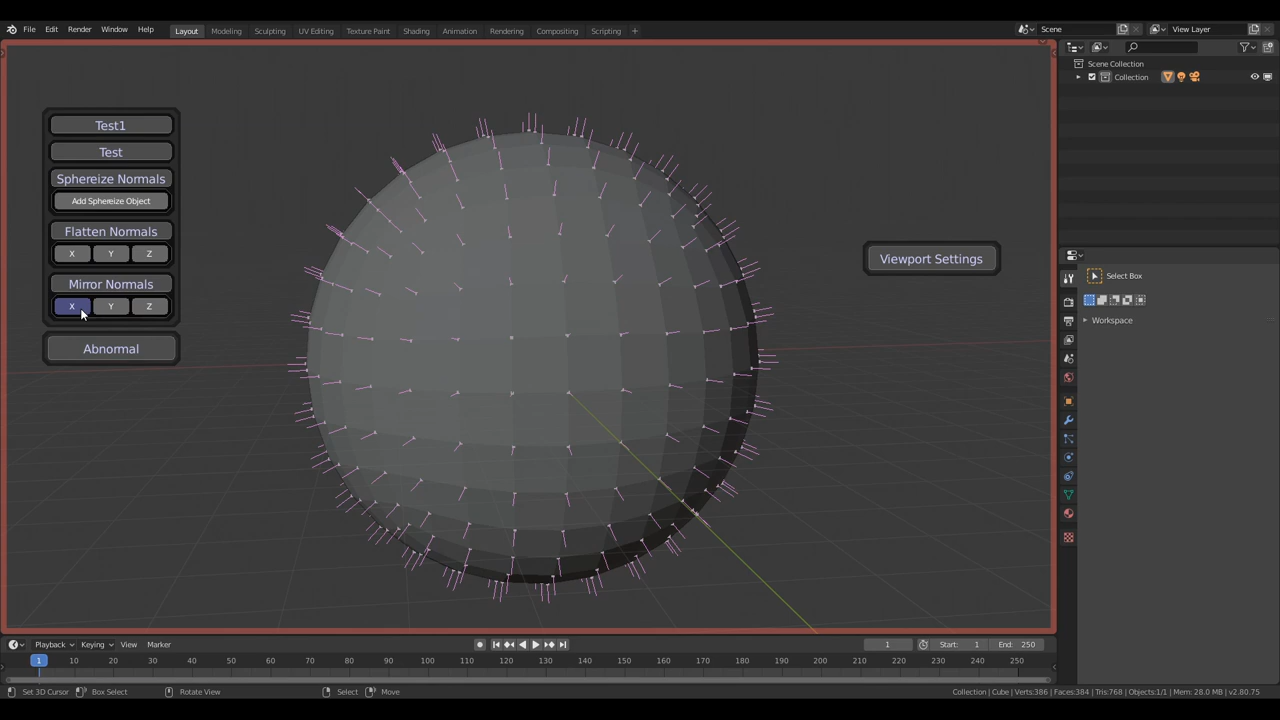 File Edit Render Window Help Layout Modeling Sculpting UV Editing Texture Paint Shading Animation Rendering Compositing Scripting + Scene View Layer
Scene Collection
Collection
Test1
Test
Sphereize Normals
Add Sphereize Object
Flatten Normals
X Y Z
Mirror Normals
X Y Z
Abnormal
Viewport Settings
Select Box
Workspace
Playback Keying View Marker 1 Start: 1 End: 250
1 10 20 30 40 50 60 70 80 90 100 110 120 130 140 150 160 170 180 190 200 210 220 230 240 250
Set 3D Cursor Box Select Rotate View Select Move Collection | Cube | Verts:386 | Faces:384 | Tris:768 | Objects:1/1 | Mem: 28.0 MB | v2.80.75